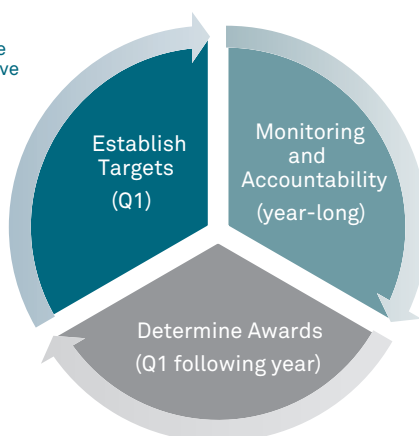 Establish
Targets
(Q1)
Monitoring
and
Accountability
(year-long)
Determine Awards
(Q1 following year)